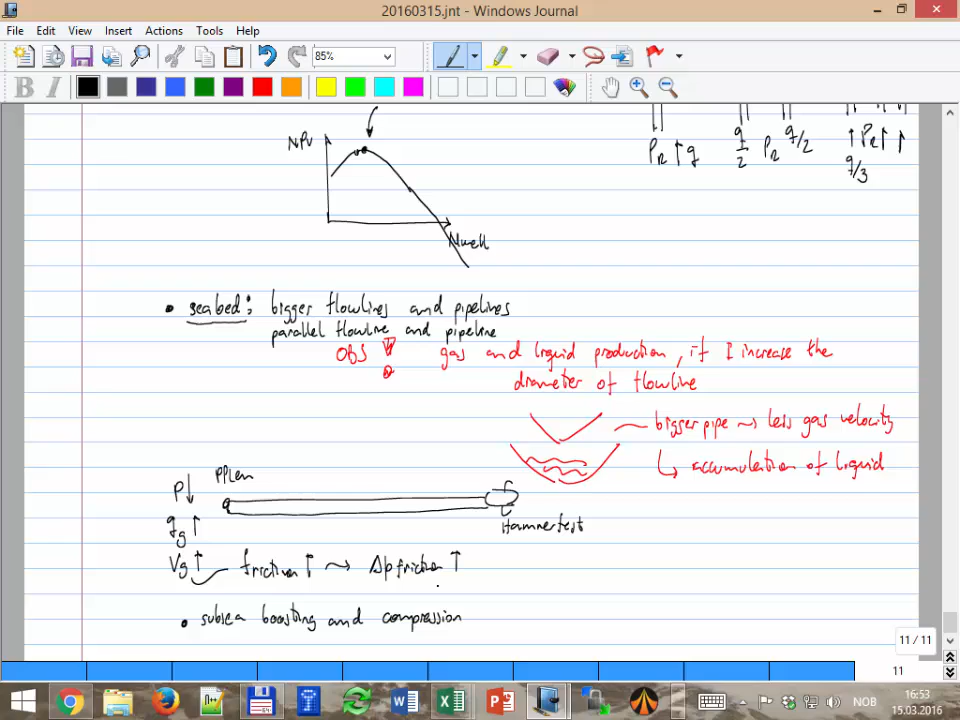 20160315.jnt - Windows Journal
File Edit View Insert Actions Tools Help
85%
B I
NPV
Nwell
PR q
q/2 PR q/2
PR
q/3
seabed: bigger flowlines and pipelines
parallel flowline and pipeline
OBS gas and liquid production, if I increase the
diameter of flowline
bigger pipe → less gas velocity
accumulation of liquid
P↓ PPlem
Hamnerfest
qg ↑
Vg ↑ friction ↑ → Δp friction ↑
• subsea boosting and compression
11 / 11
11
NOB
16:53
15.03.2016